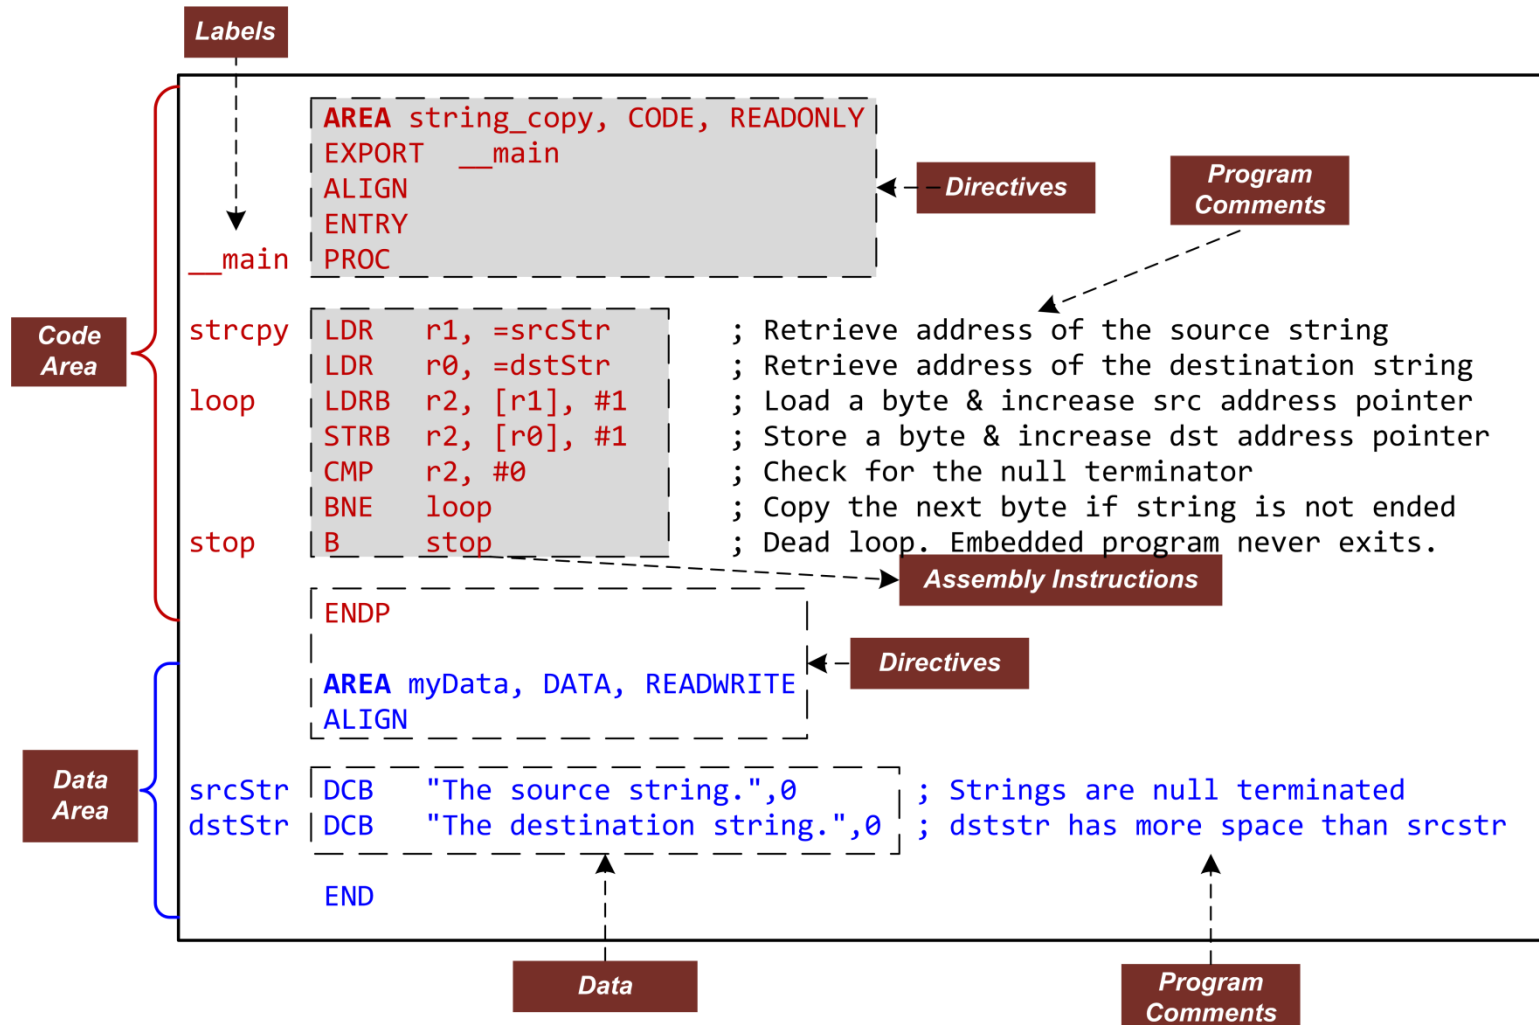 Labels
AREA string_copy, CODE, READONLY
EXPORT  __main
ALIGN
ENTRY
__main  PROC
Directives
Program
Comments
Code
Area
strcpy  LDR   r1, =srcStr       ; Retrieve address of the source string
LDR   r0, =dstStr       ; Retrieve address of the destination string
loop    LDRB  r2, [r1], #1      ; Load a byte & increase src address pointer
STRB  r2, [r0], #1      ; Store a byte & increase dst address pointer
CMP   r2, #0            ; Check for the null terminator
BNE   loop              ; Copy the next byte if string is not ended
stop    B     stop              ; Dead loop. Embedded program never exits.
Assembly Instructions
ENDP
Directives
AREA myData, DATA, READWRITE
ALIGN
Data
Area
srcStr  DCB   "The source string.",0       ; Strings are null terminated
dstStr  DCB   "The destination string.",0  ; dststr has more space than srcstr
END
Data
Program
Comments